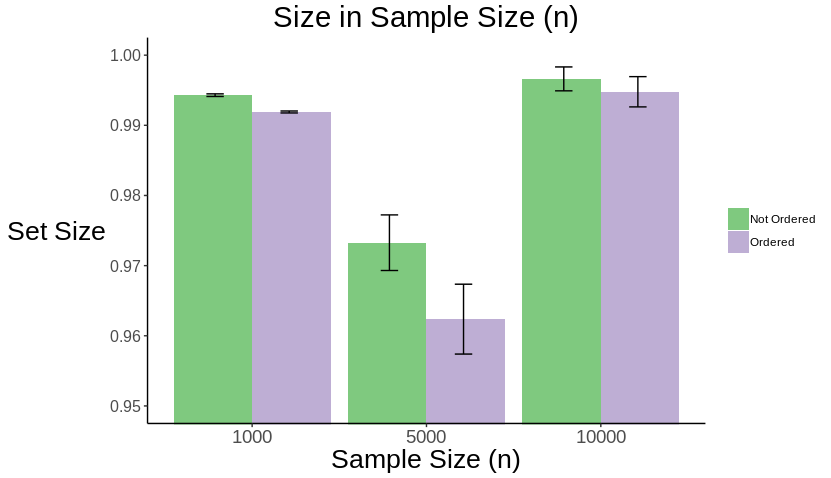 Size in Sample Size (n)
1.00
0.99
0.98
0.97
0.96
0.95
Set Size
1000
5000
10000
Sample Size (n)
Not Ordered
Ordered